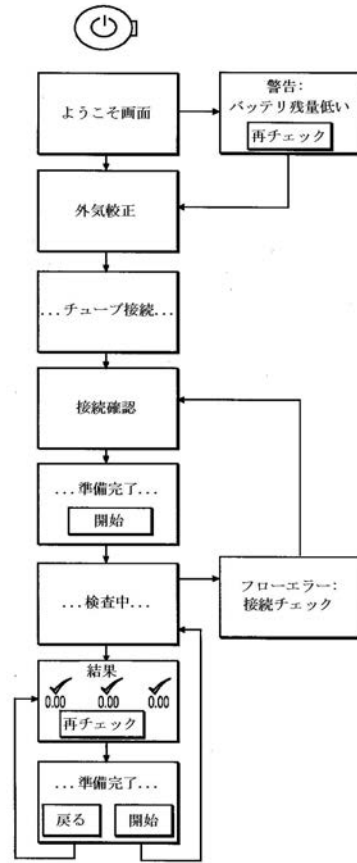 ようこそ画面
警告:
バッテリ残量低い
再チェック
外気較正
...チューブ接続...
接続確認
...準備完了...
開始
...検査中...
フローエラー:
接続チェック
結果
0.00 0.00 0.00
再チェック
...準備完了...
戻る 開始